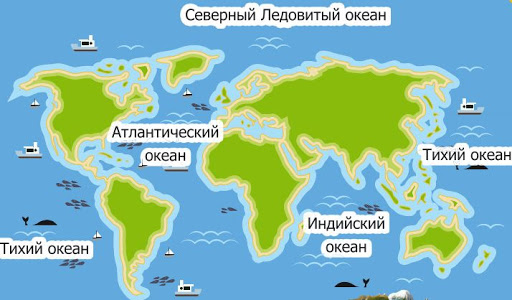 Северный Ледовитый океан
Атлантический
океан
Тихий океан
Индийский
океан
Тихий океан